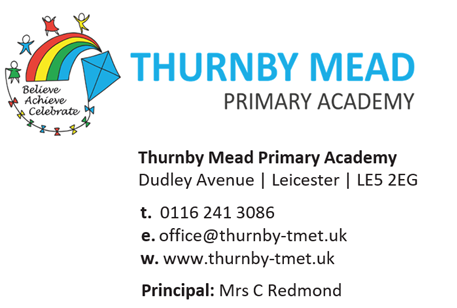 Believe
Achieve
Celebrate
THURNBY MEAD
PRIMARY ACADEMY
Thurnby Mead Primary Academy
Dudley Avenue | Leicester | LE5 2EG
t. 0116 241 3086
e. office@thurnby-tmet.uk
w. www.thurnby-tmet.uk
Principal: Mrs C Redmond